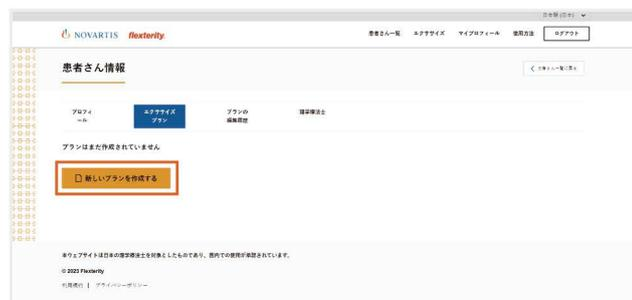 日本語 (日本)
NOVARTIS flexterity
患者さん一覧 エクササイズ マイプロフィール 使用方法 ログアウト
患者さん情報
患者さん一覧に戻る
プロフィ
ール
エクササイズ
プラン
プランの
編集履歴
理学療法士
プランはまだ作成されていません
新しいプランを作成する
本ウェブサイトは日本の理学療法士を対象としたものであり、国内での使用が承認されています。
© 2023 Flexterity
利用規約 | プライバシーポリシー